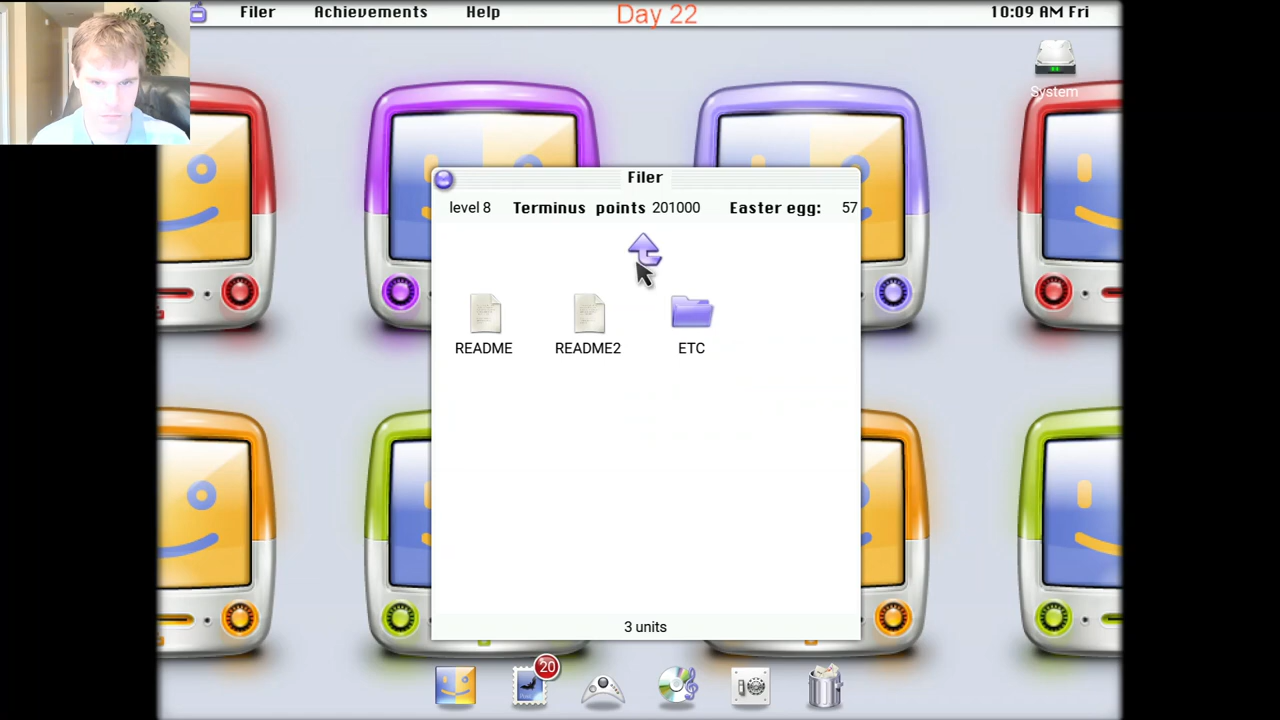 Filer Achievements Help Day 22 10:09 AM Fri
System
Filer
level 8 Terminus points 201000 Easter egg: 57
README README2 ETC
3 units
20